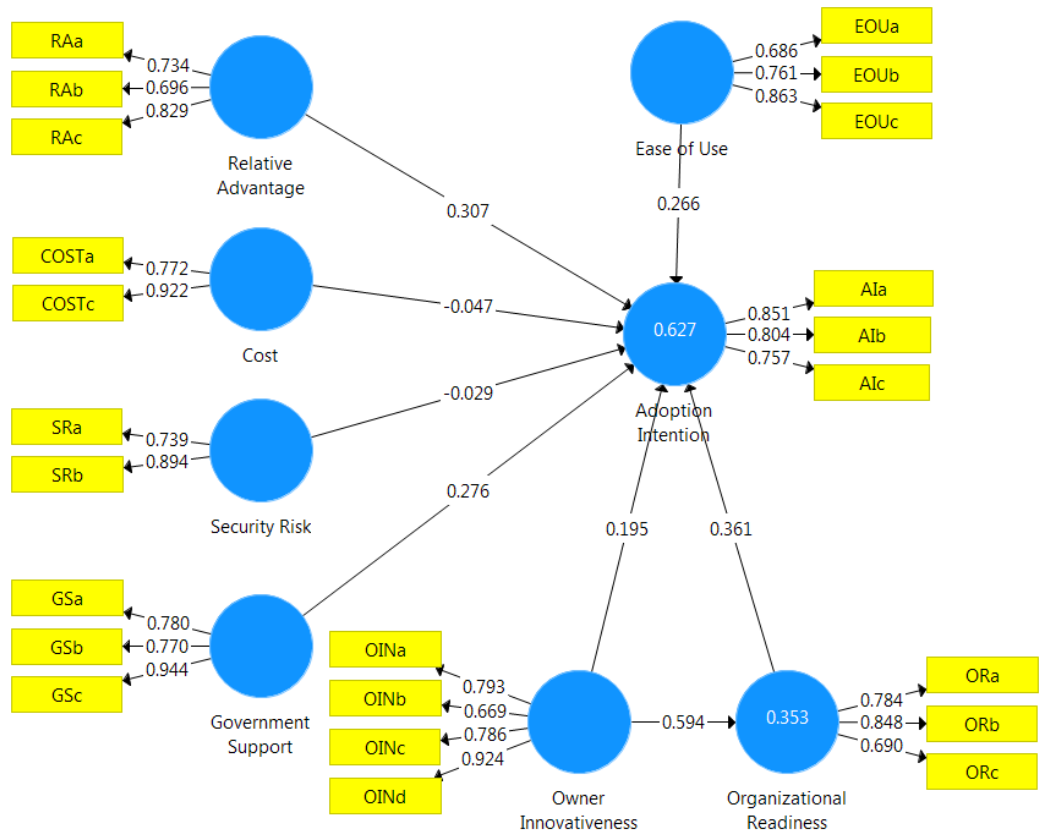 RAa
RAb
RAc
0.734
0.696
0.829
Relative
Advantage
EOUa
EOUb
EOUc
0.686
0.761
0.863
Ease of Use
0.307
0.266
COSTa
COSTc
0.772
0.922
Cost
-0.047
0.627
Adoption
Intention
0.851
0.804
0.757
AIa
AIb
AIc
SRa
SRb
0.739
0.894
Security Risk
-0.029
GSa
GSb
GSc
0.780
0.770
0.944
Government
Support
0.276
0.195
0.361
OINa
OINb
OINc
OINd
0.793
0.669
0.786
0.924
Owner
Innovativeness
0.594
0.353
Organizational
Readiness
0.784
0.848
0.690
ORa
ORb
ORc